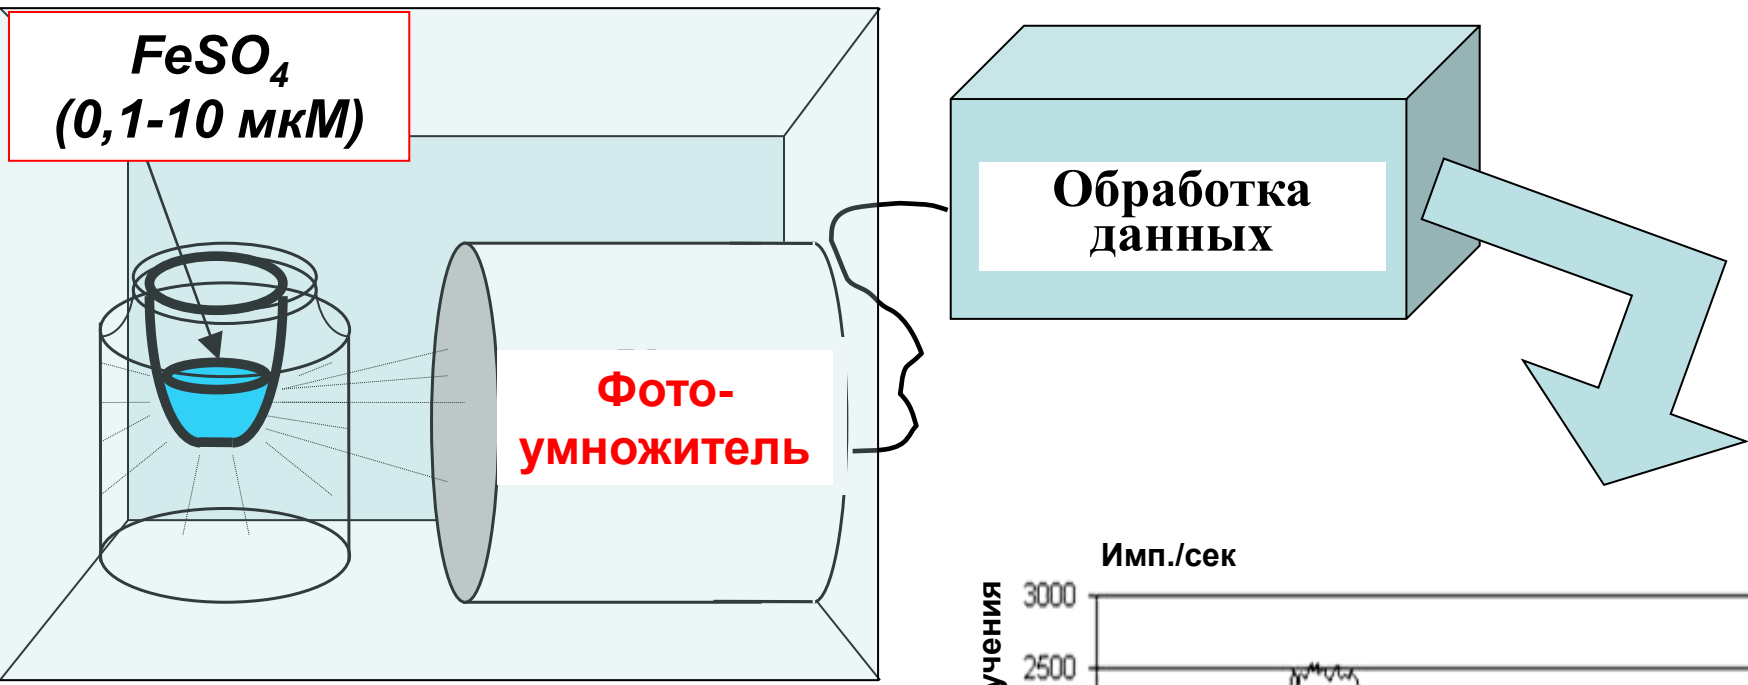 FeSO4
(0,1-10 мкМ)
Обработка
данных
Фото-
умножитель
Имп./сек
3000
2500